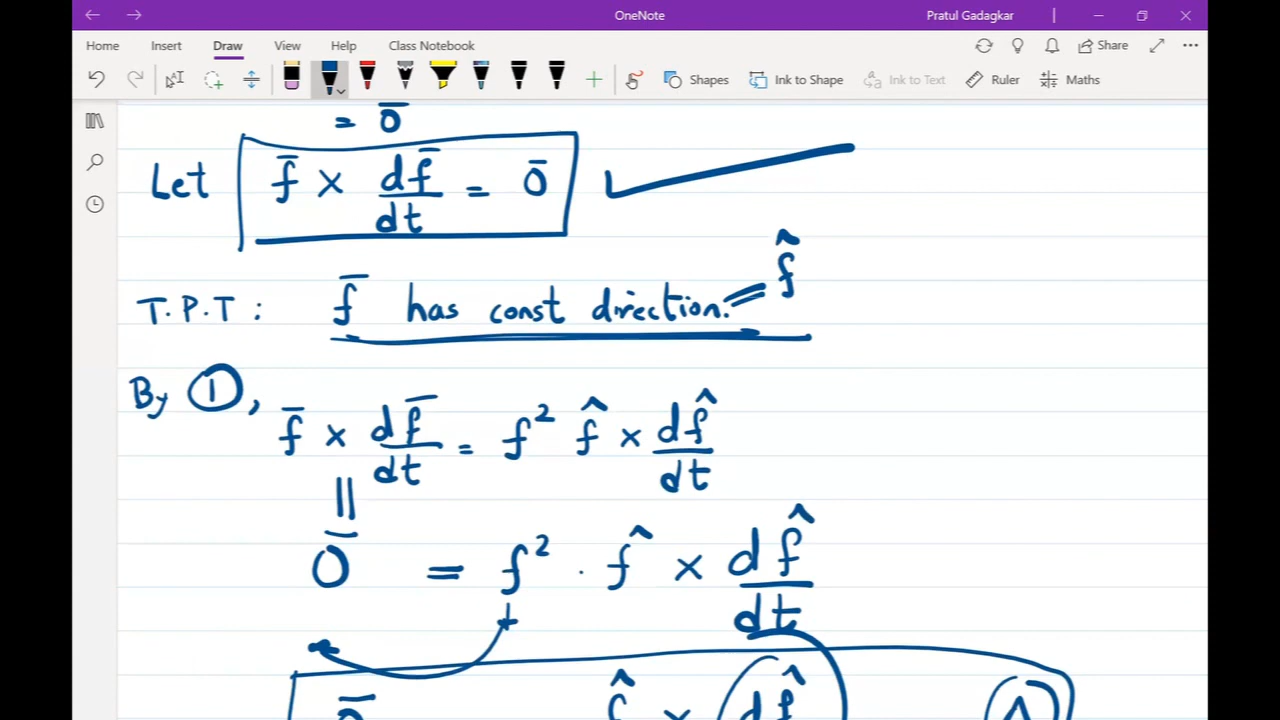 OneNote
Pratul Gadagkar
Home Insert Draw View Help Class Notebook
Share
Shapes Ink to Shape Ink to Text Ruler Maths
= 0̄
Let f̄ × df̄/dt = 0̄
T.P.T : f̄ has const direction. = f̂
By ①,
f̄ × df̄/dt = f² f̂ × df̂/dt
||
0̄ = f² · f̂ × df̂/dt
f̂ × df̂